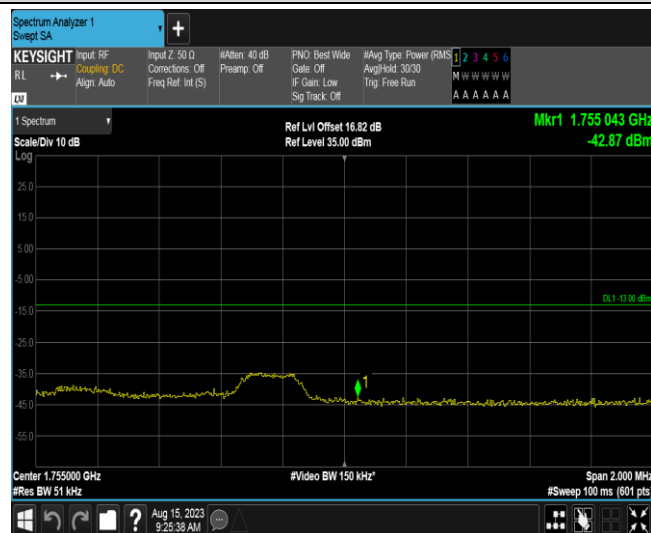 Spectrum Analyzer 1
Swept SA
+
KEYSIGHT
RL
Input: RF
Coupling: DC
Align: Auto
Input Z: 50 Ω
Corrections: Off
Freq Ref: Int (S)
#Atten: 40 dB
Preamp: Off
PNO: Best Wide
Gate: Off
IF Gain: Low
Sig Track: Off
#Avg Type: Power (RMS
Avg|Hold: 30/30
Trig: Free Run
1 2 3 4 5 6
M W W W W W
A A A A A A
LXI
1 Spectrum
Scale/Div 10 dB
Ref Lvl Offset 16.82 dB
Ref Level 35.00 dBm
Mkr1 1.755 043 GHz
-42.87 dBm
Log
25.0
15.0
5.00
-5.00
DL1 -13.00 dBm
-15.0
-25.0
-35.0
1
-45.0
-55.0
Center 1.755000 GHz
#Res BW 51 kHz
#Video BW 150 kHz*
Span 2.000 MHz
#Sweep 100 ms (601 pts)
?
Aug 15, 2023
9:25:38 AM